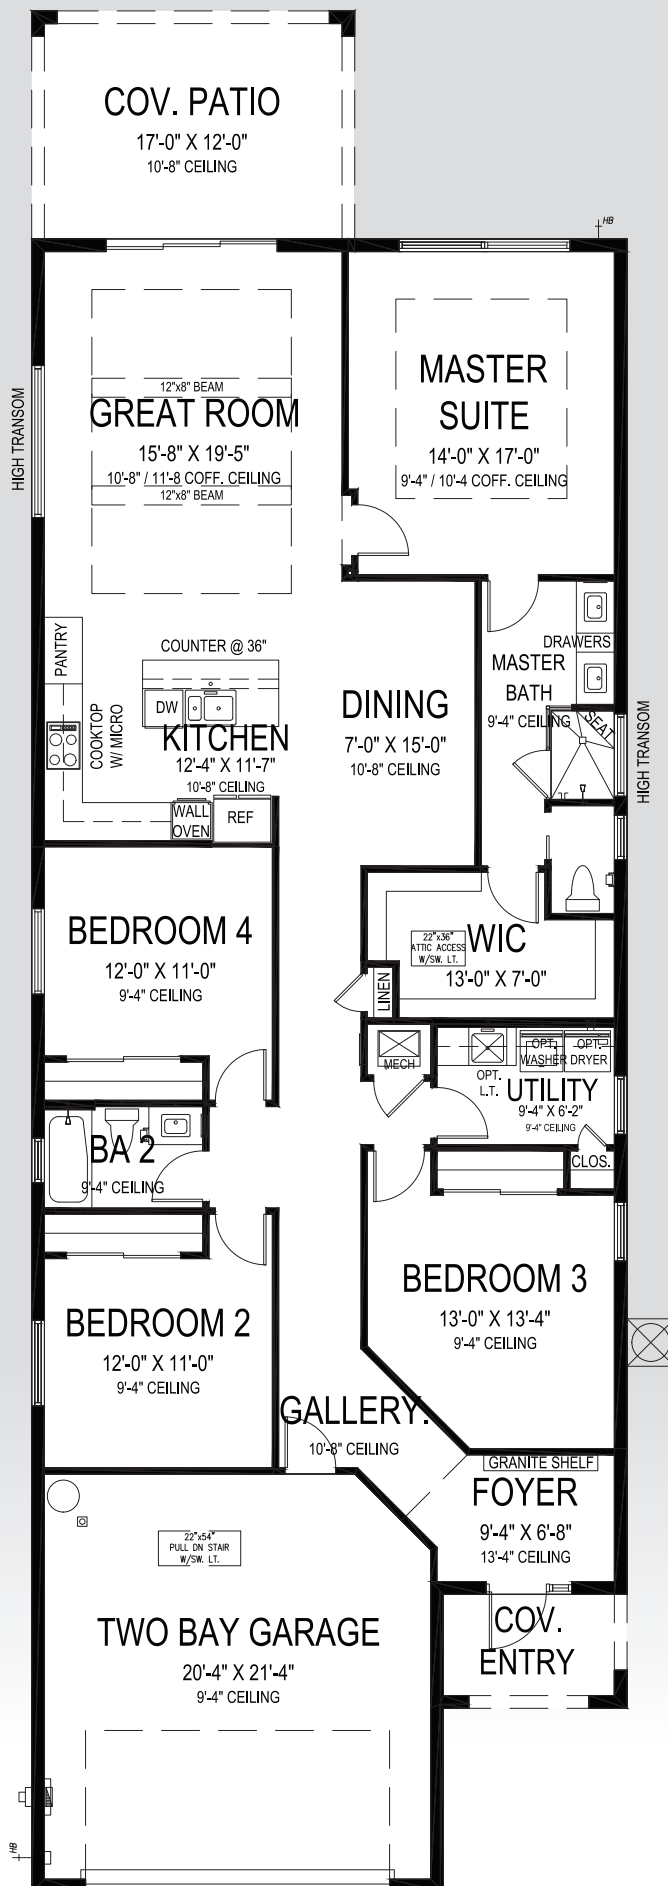 COV. PATIO
17'-0" X 12'-0"
10'-8" CEILING
HB
HIGH TRANSOM
12"x8" BEAM
GREAT ROOM
15'-8" X 19'-5"
10'-8" / 11'-8 COFF. CEILING
12"x8" BEAM
MASTER
SUITE
14'-0" X 17'-0"
9'-4" / 10'-4 COFF. CEILING
PANTRY
COUNTER @ 36"
DW
COOKTOP
W/ MICRO
KITCHEN
12'-4" X 11'-7"
10'-8" CEILING
WALL
OVEN
REF
DINING
7'-0" X 15'-0"
10'-8" CEILING
DRAWERS
MASTER
BATH
9'-4" CEILING
SEAT
HIGH TRANSOM
BEDROOM 4
12'-0" X 11'-0"
9'-4" CEILING
22"x36"
ATTIC ACCESS
W/SW. LT.
WIC
13'-0" X 7'-0"
LINEN
MECH
OPT.
L.T.
OPT.
WASHER
OPT.
DRYER
UTILITY
9'-4" X 6'-2"
9'-4" CEILING
CLOS.
BA 2
9'-4" CEILING
BEDROOM 3
13'-0" X 13'-4"
9'-4" CEILING
BEDROOM 2
12'-0" X 11'-0"
9'-4" CEILING
GALLERY.
10'-8" CEILING
GRANITE SHELF
FOYER
9'-4" X 6'-8"
13'-4" CEILING
22"x54"
PULL DN STAIR
W/SW. LT.
COV.
ENTRY
TWO BAY GARAGE
20'-4" X 21'-4"
9'-4" CEILING
HB